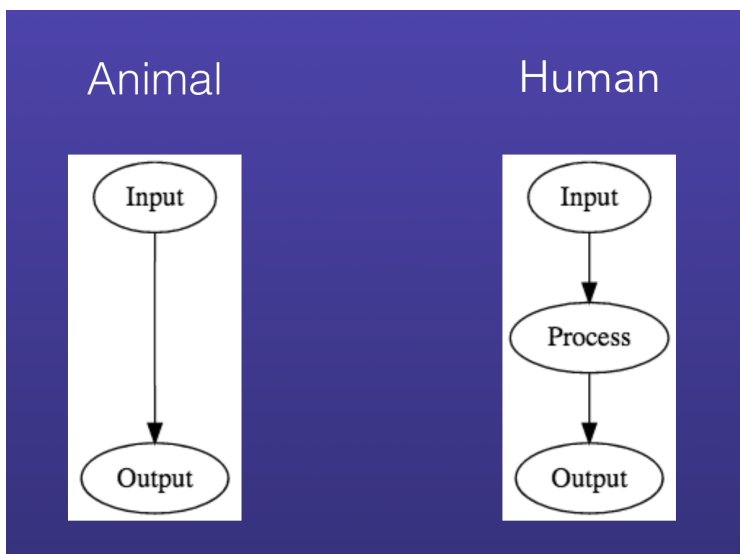 Animal
Input
Output
Human
Input
Process
Output